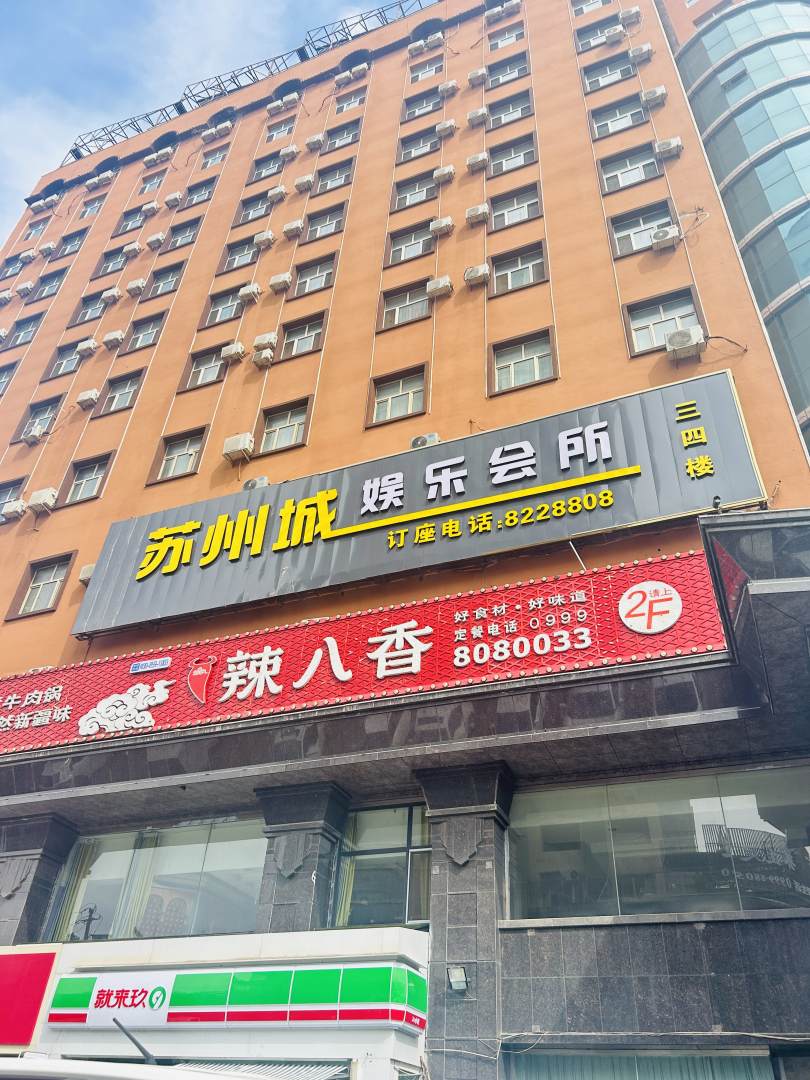 苏州城 娱乐会所
订座电话:8228808
三四楼
辣八香
好食材·好味道
定餐电话 0999
8080033
请上
2F
牛肉锅
然新疆味
就来玖